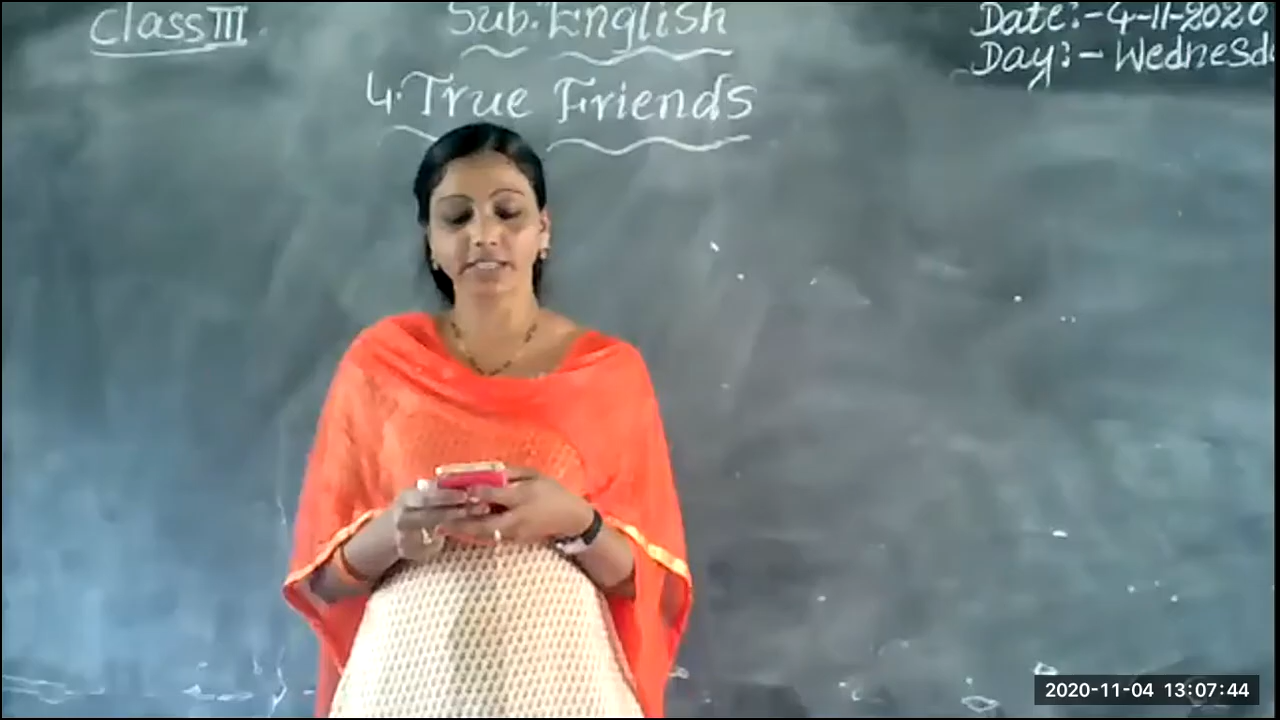 Class III.
Sub:English
Date:-4-11-2020
Day:- Wednesd
4.True Friends
2020-11-04 13:07:44